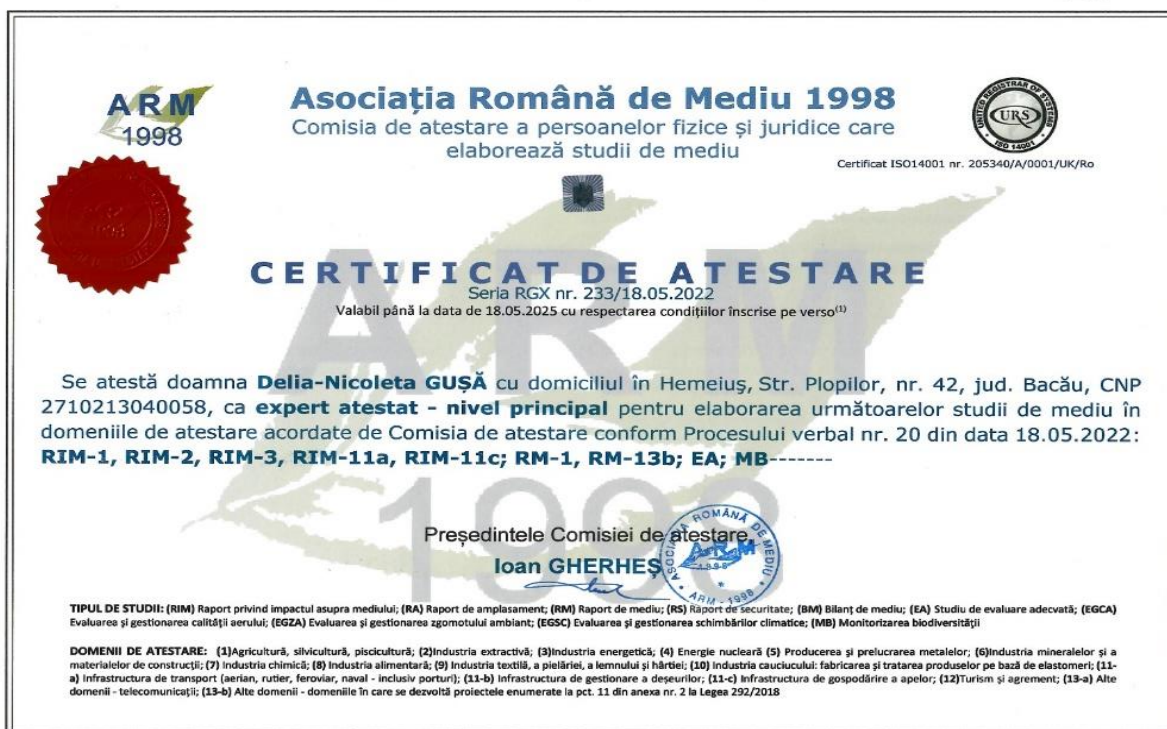 ARM
1998
Asociația Română de Mediu 1998
Comisia de atestare a persoanelor fizice și juridice care
elaborează studii de mediu
UNITED REGISTRAR OF SYSTEMS
URS
ISO 14001
Certificat ISO14001 nr. 205340/A/0001/UK/Ro
CERTIFICAT DE ATESTARE
Seria RGX nr. 233/18.05.2022
Valabil până la data de 18.05.2025 cu respectarea condițiilor înscrise pe verso(1)
Se atestă doamna Delia-Nicoleta GUȘĂ cu domiciliul în Hemeiuș, Str. Plopilor, nr. 42, jud. Bacău, CNP
2710213040058, ca expert atestat - nivel principal pentru elaborarea următoarelor studii de mediu în
domeniile de atestare acordate de Comisia de atestare conform Procesului verbal nr. 20 din data 18.05.2022:
RIM-1, RIM-2, RIM-3, RIM-11a, RIM-11c; RM-1, RM-13b; EA; MB-------
ARM
1998
Președintele Comisiei de atestare,
Ioan GHERHEȘ
ASOCIAȚIA ROMÂNĂ DE MEDIU
ARM
1998
ARM - 1998
TIPUL DE STUDII: (RIM) Raport privind impactul asupra mediului; (RA) Raport de amplasament; (RM) Raport de mediu; (RS) Raport de securitate; (BM) Bilanț de mediu; (EA) Studiu de evaluare adecvată; (EGCA)
Evaluarea și gestionarea calității aerului; (EGZA) Evaluarea și gestionarea zgomotului ambiant; (EGSC) Evaluarea și gestionarea schimbărilor climatice; (MB) Monitorizarea biodiversității
DOMENII DE ATESTARE: (1)Agricultură, silvicultură, piscicultură; (2)Industria extractivă; (3)Industria energetică; (4) Energie nucleară (5) Producerea și prelucrarea metalelor; (6)Industria mineralelor și a
materialelor de construcții; (7) Industria chimică; (8) Industria alimentară; (9) Industria textilă, a pielăriei, a lemnului și hârtiei; (10) Industria cauciucului: fabricarea și tratarea produselor pe bază de elastomeri; (11-
a) Infrastructura de transport (aerian, rutier, feroviar, naval - inclusiv porturi); (11-b) Infrastructura de gestionare a deșeurilor; (11-c) Infrastructura de gospodărire a apelor; (12)Turism și agrement; (13-a) Alte
domenii - telecomunicații; (13-b) Alte domenii - domeniile în care se dezvoltă proiectele enumerate la pct. 11 din anexa nr. 2 la Legea 292/2018